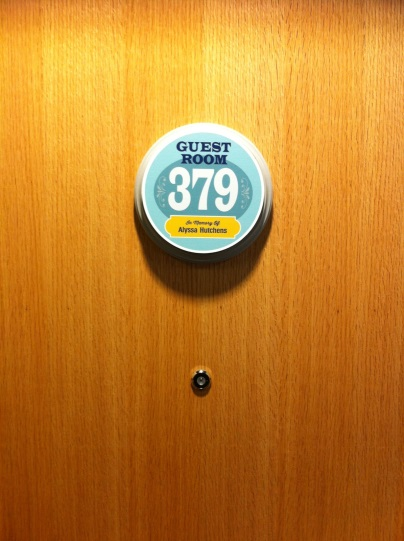 GUEST
ROOM
379
In Memory Of
Alyssa Hutchens